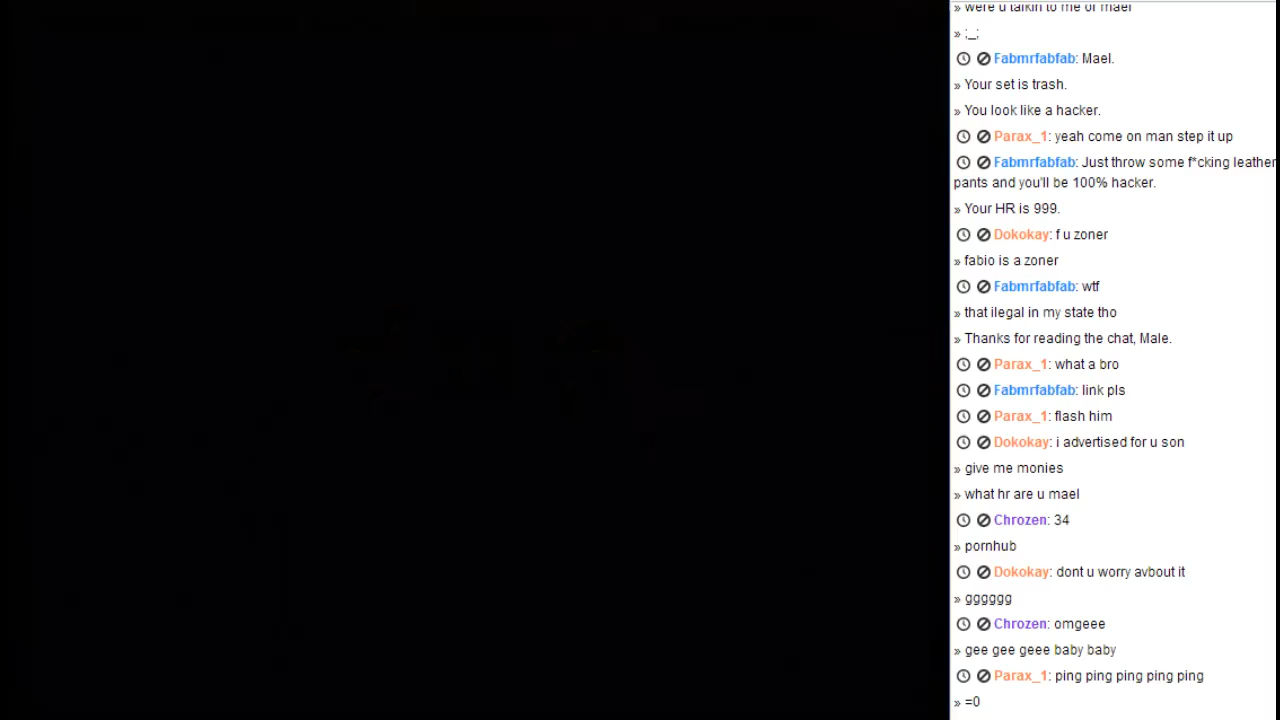 » were u talkin to me or mael
» ;_;
Fabmrfabfab: Mael.
» Your set is trash.
» You look like a hacker.
Parax_1: yeah come on man step it up
Fabmrfabfab: Just throw some f*cking leather
pants and you'll be 100% hacker.
» Your HR is 999.
Dokokay: f u zoner
» fabio is a zoner
Fabmrfabfab: wtf
» that ilegal in my state tho
» Thanks for reading the chat, Male.
Parax_1: what a bro
Fabmrfabfab: link pls
Parax_1: flash him
Dokokay: i advertised for u son
» give me monies
» what hr are u mael
Chrozen: 34
» pornhub
Dokokay: dont u worry avbout it
» gggggg
Chrozen: omgeee
» gee gee geee baby baby
Parax_1: ping ping ping ping ping
» =0